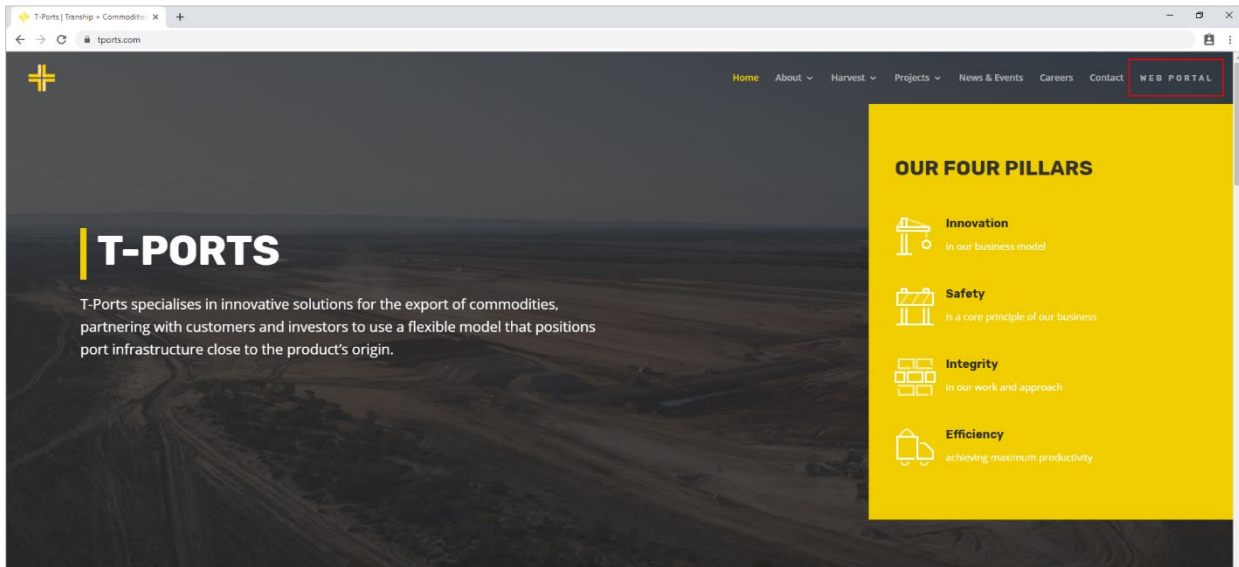 T-Ports | Tranship + Commoditie
tports.com
Home About Harvest Projects News & Events Careers Contact WEB PORTAL
T-PORTS
T-Ports specialises in innovative solutions for the export of commodities,
partnering with customers and investors to use a flexible model that positions
port infrastructure close to the product's origin.
OUR FOUR PILLARS
Innovation
in our business model
Safety
is a core principle of our business
Integrity
in our work and approach
Efficiency
achieving maximum productivity